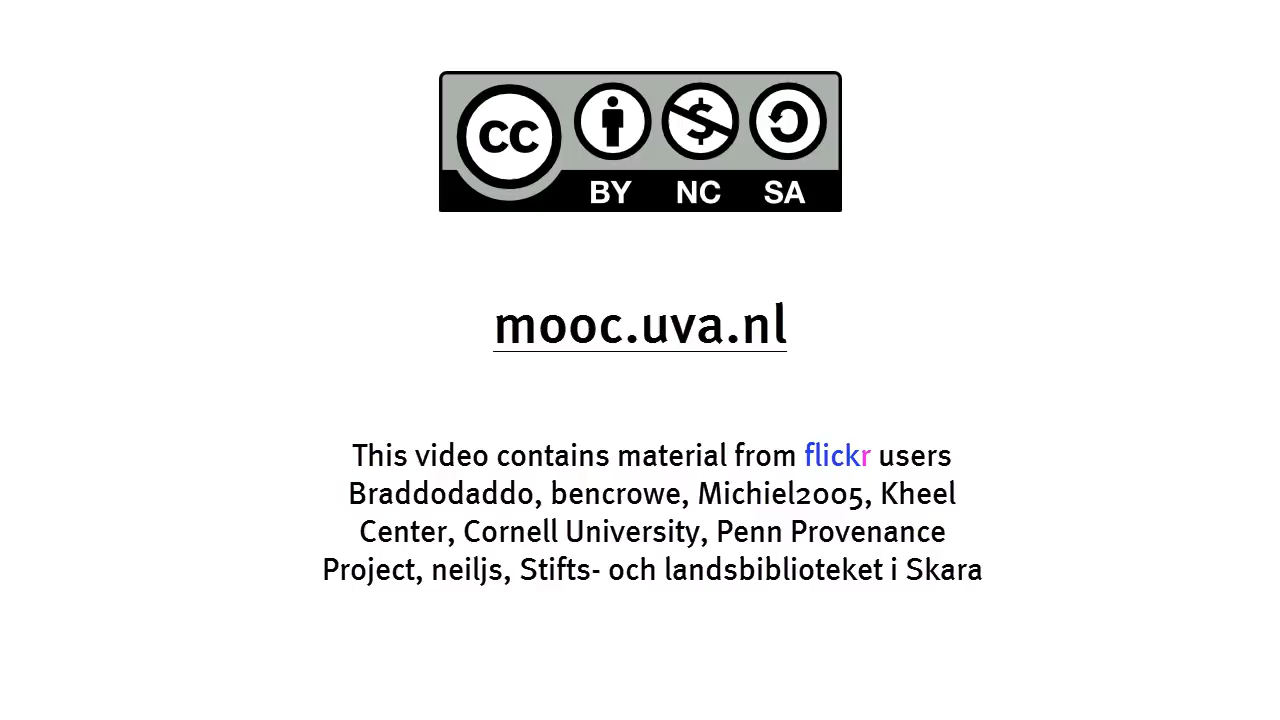 CC
BY NC SA
mooc.uva.nl
This video contains material from flickr users
Braddodaddo, bencrowe, Michiel2005, Kheel
Center, Cornell University, Penn Provenance
Project, neiljs, Stifts- och landsbiblioteket i Skara